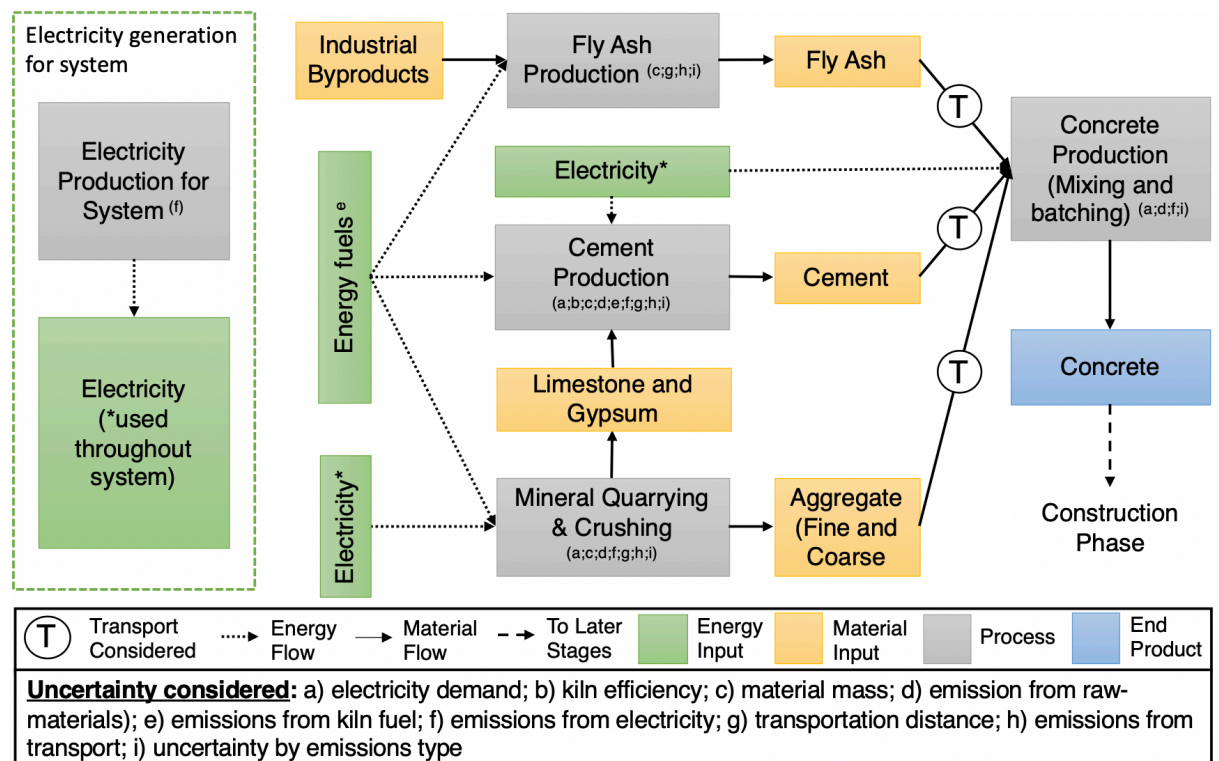 Electricity generation
for system
Electricity
Production for
System (f)
Electricity
(*used
throughout
system)
Industrial
Byproducts
Fly Ash
Production (c;g;h;i)
Fly Ash
T
Energy fuels e
Electricity*
Cement
Production
(a;b;c;d;e;f;g;h;i)
Cement
T
Limestone and
Gypsum
Electricity*
Mineral Quarrying
& Crushing
(a;c;d;f;g;h;i)
Aggregate
(Fine and
Coarse
T
Concrete
Production
(Mixing and
batching) (a;d;f;i)
Concrete
Construction
Phase
T
Transport
Considered
Energy
Flow
Material
Flow
To Later
Stages
Energy
Input
Material
Input
Process
End
Product
Uncertainty considered: a) electricity demand; b) kiln efficiency; c) material mass; d) emission from raw-
materials); e) emissions from kiln fuel; f) emissions from electricity; g) transportation distance; h) emissions from
transport; i) uncertainty by emissions type